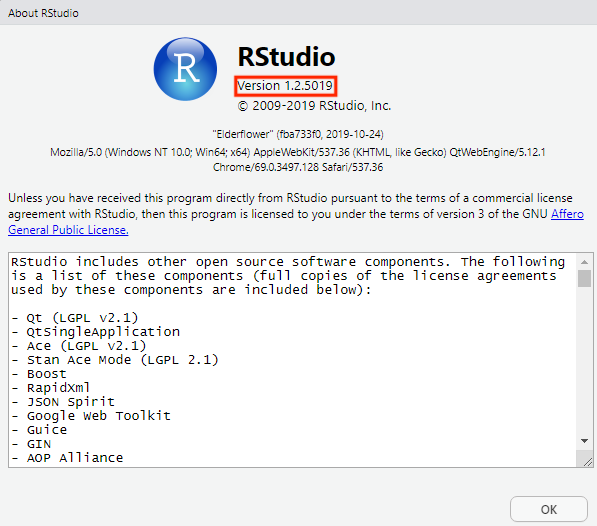 About RStudio
R
RStudio
Version 1.2.5019
© 2009-2019 RStudio, Inc.
"Elderflower" (fba733f0, 2019-10-24)
Mozilla/5.0 (Windows NT 10.0; Win64; x64) AppleWebKit/537.36 (KHTML, like Gecko) QtWebEngine/5.12.1
Chrome/69.0.3497.128 Safari/537.36
Unless you have received this program directly from RStudio pursuant to the terms of a commercial license
agreement with RStudio, then this program is licensed to you under the terms of version 3 of the GNU Affero
General Public License.
RStudio includes other open source software components. The following
is a list of these components (full copies of the license agreements
used by these components are included below):
- Qt (LGPL v2.1)
- QtSingleApplication
- Ace (LGPL v2.1)
- Stan Ace Mode (LGPL 2.1)
- Boost
- RapidXml
- JSON Spirit
- Google Web Toolkit
- Guice
- GIN
- AOP Alliance
OK